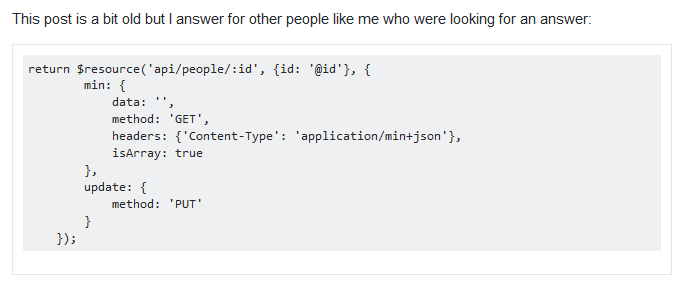 This post is a bit old but I answer for other people like me who were looking for an answer:
return $resource('api/people/:id', {id: '@id'}, {
        min: {
            data: '',
            method: 'GET',
            headers: {'Content-Type': 'application/min+json'},
            isArray: true
        },
        update: {
            method: 'PUT'
        }
    });